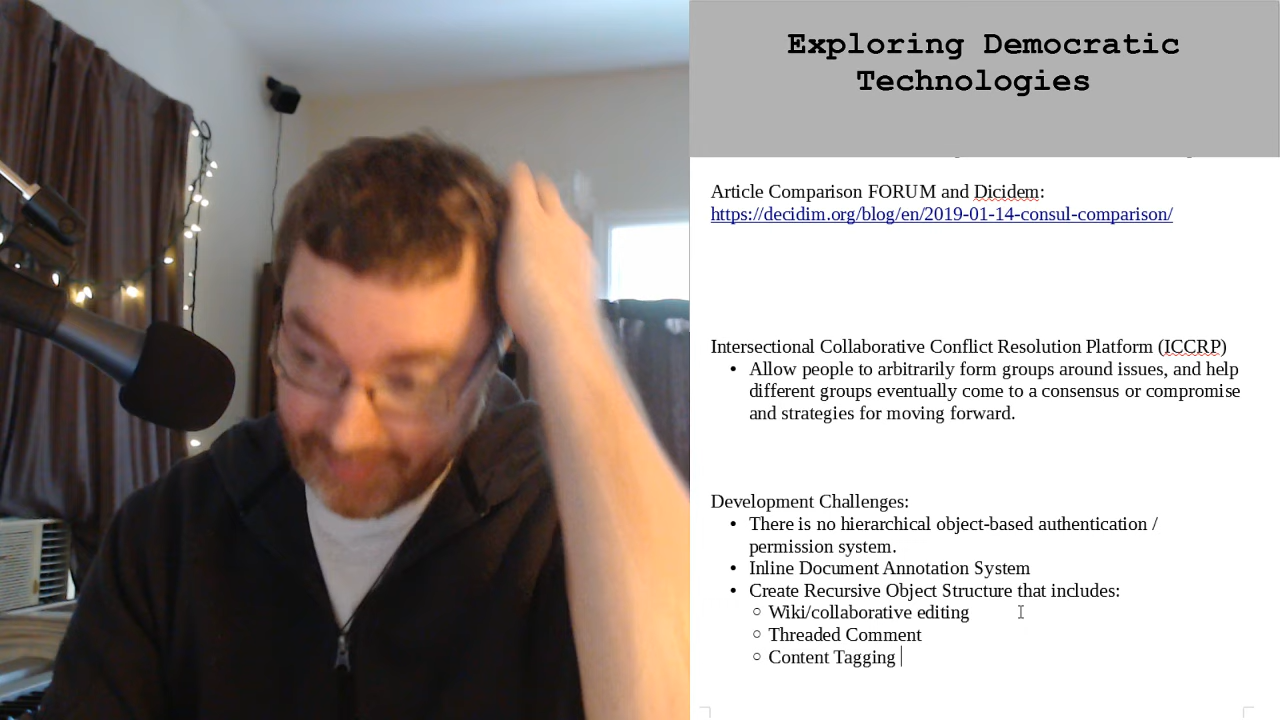 Exploring Democratic
Technologies
Article Comparison FORUM and Dicidem:
https://decidim.org/blog/en/2019-01-14-consul-comparison/
Intersectional Collaborative Conflict Resolution Platform (ICCRP)
• Allow people to arbitrarily form groups around issues, and help
different groups eventually come to a consensus or compromise
and strategies for moving forward.
Development Challenges:
• There is no hierarchical object-based authentication /
permission system.
• Inline Document Annotation System
• Create Recursive Object Structure that includes:
○ Wiki/collaborative editing
○ Threaded Comment
○ Content Tagging